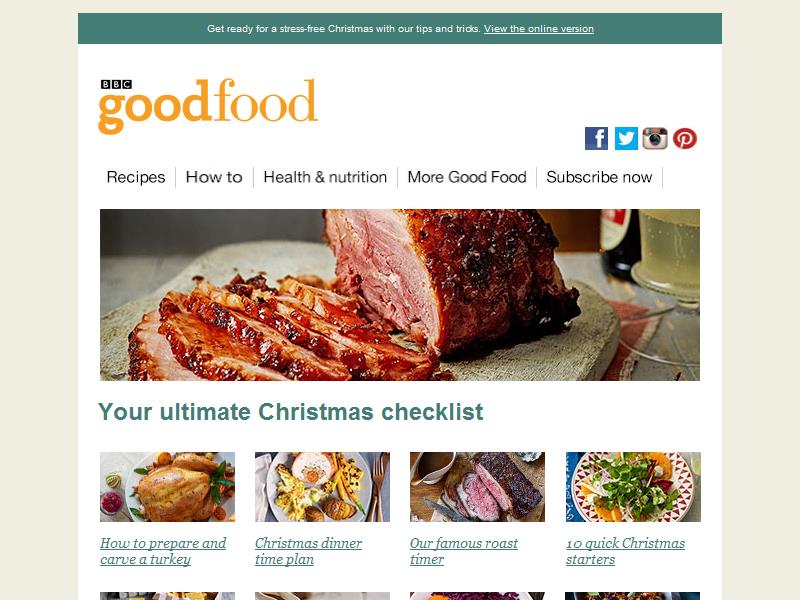 Get ready for a stress-free Christmas with our tips and tricks. View the online version
BBC
goodfood
Recipes How to Health & nutrition More Good Food Subscribe now
Your ultimate Christmas checklist
How to prepare and
carve a turkey
Christmas dinner
time plan
Our famous roast
timer
10 quick Christmas
starters